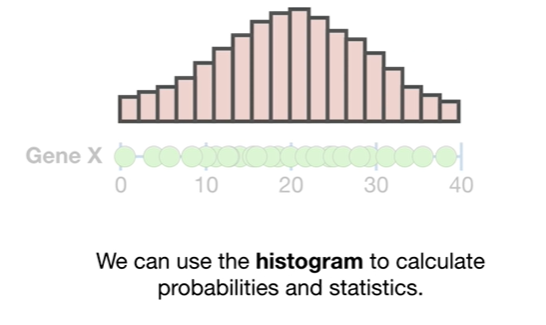 Gene X
0 10 20 30 40
We can use the histogram to calculate
probabilities and statistics.